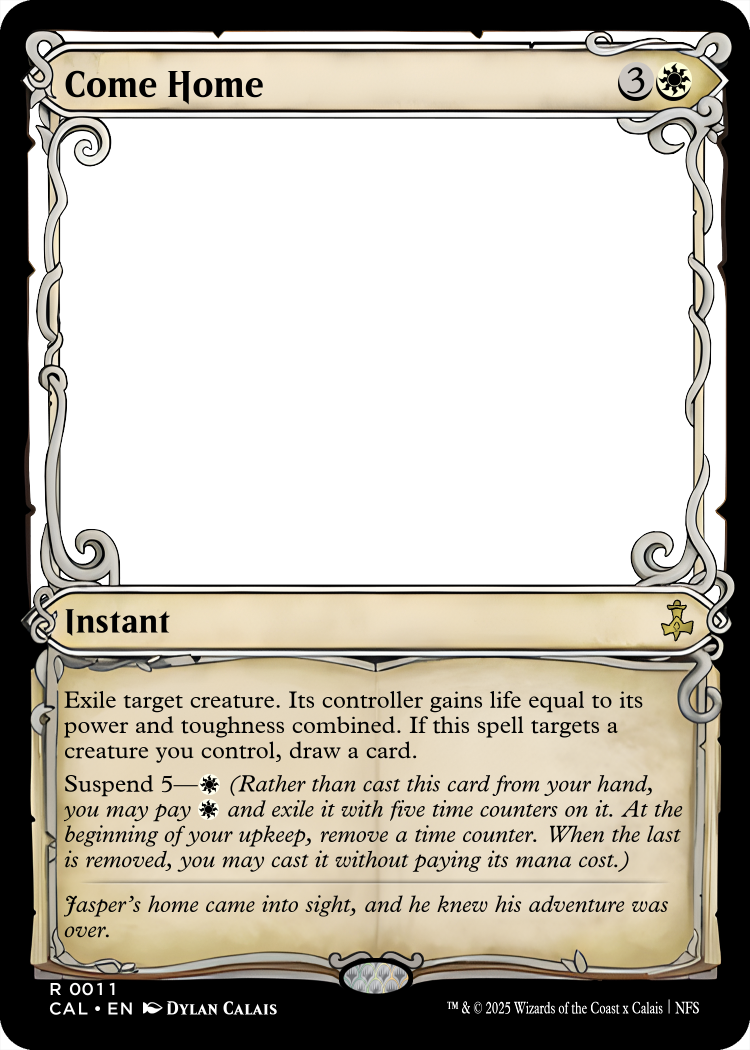 Come Home 3
Instant
Exile target creature. Its controller gains life equal to its
power and toughness combined. If this spell targets a
creature you control, draw a card.
Suspend 5— (Rather than cast this card from your hand,
you may pay and exile it with five time counters on it. At the
beginning of your upkeep, remove a time counter. When the last
is removed, you may cast it without paying its mana cost.)
Jasper's home came into sight, and he knew his adventure was
over.
R 0011
CAL • EN DYLAN CALAIS ™ & © 2025 Wizards of the Coast x Calais | NFS